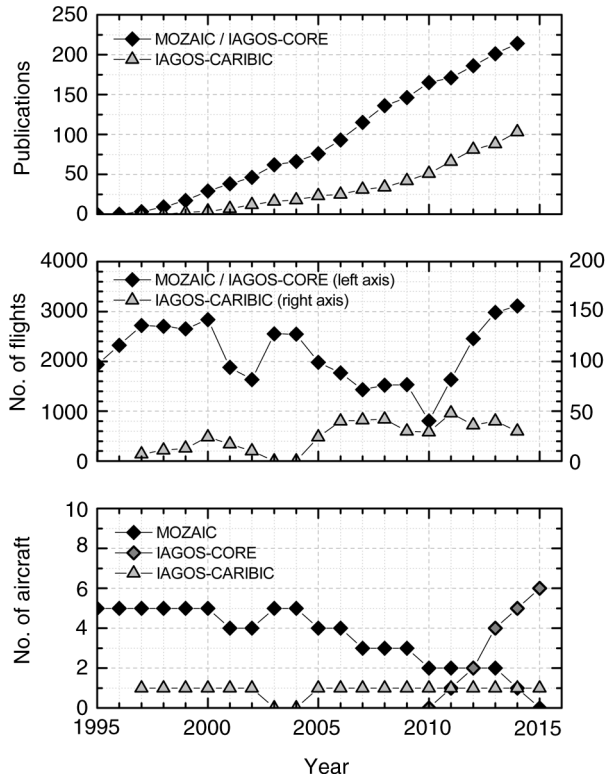 250
200
150
100
50
0
Publications
MOZAIC / IAGOS-CORE
IAGOS-CARIBIC
4000
3000
2000
1000
0
No. of flights
MOZAIC / IAGOS-CORE (left axis)
IAGOS-CARIBIC (right axis)
200
150
100
50
0
10
8
6
4
2
0
No. of aircraft
MOZAIC
IAGOS-CORE
IAGOS-CARIBIC
1995 2000 2005 2010 2015
Year